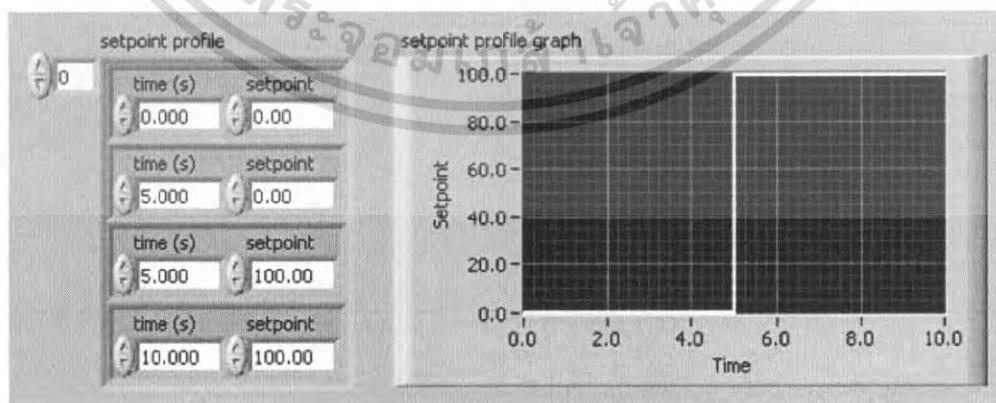 setpoint profile
0
time (s) setpoint
0.000 0.00
time (s) setpoint
5.000 0.00
time (s) setpoint
5.000 100.00
time (s) setpoint
10.000 100.00
setpoint profile graph
100.0
80.0
60.0
40.0
20.0
0.0
Setpoint
0.0 2.0 4.0 6.0 8.0 10.0
Time